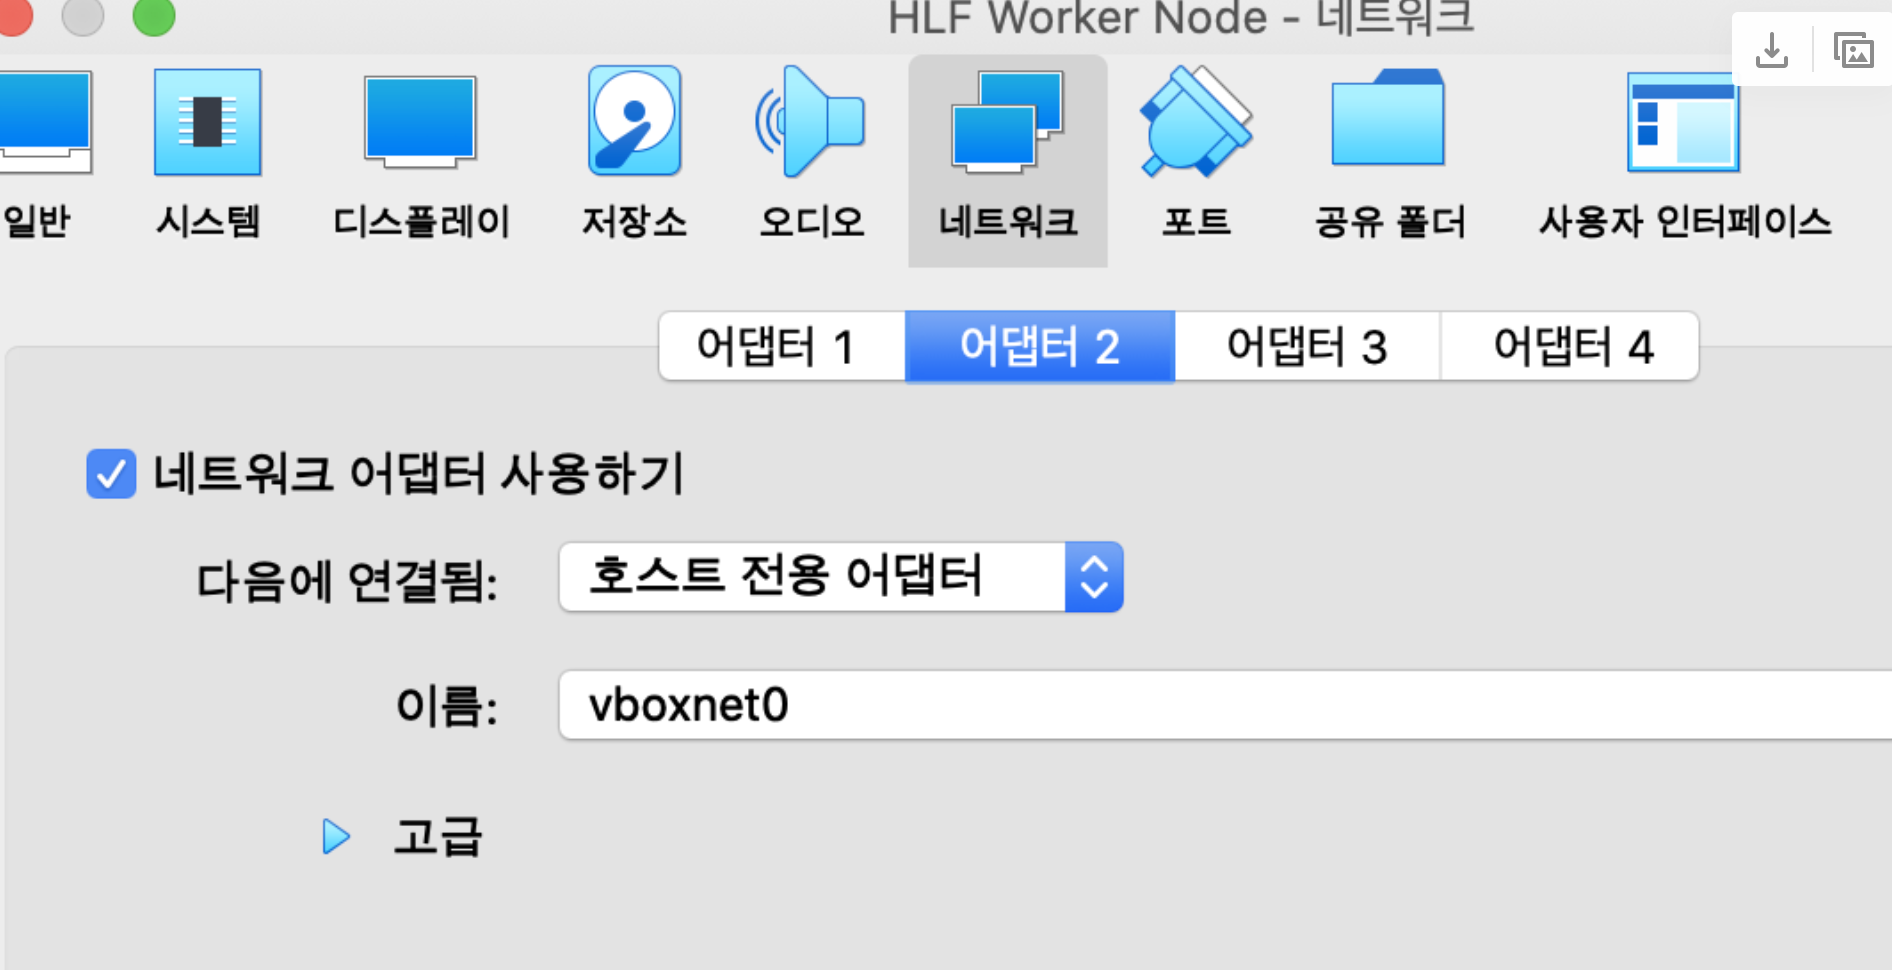 HLF Worker Node - 네트워크
일반 시스템 디스플레이 저장소 오디오 네트워크 포트 공유 폴더 사용자 인터페이스
어댑터 1 어댑터 2 어댑터 3 어댑터 4
네트워크 어댑터 사용하기
다음에 연결됨: 호스트 전용 어댑터
이름: vboxnet0
고급